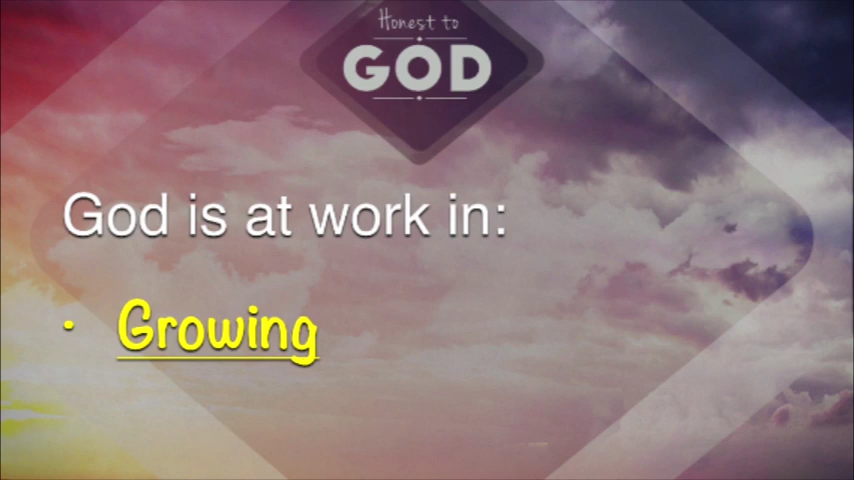 Honest to
GOD
God is at work in:
• Growing